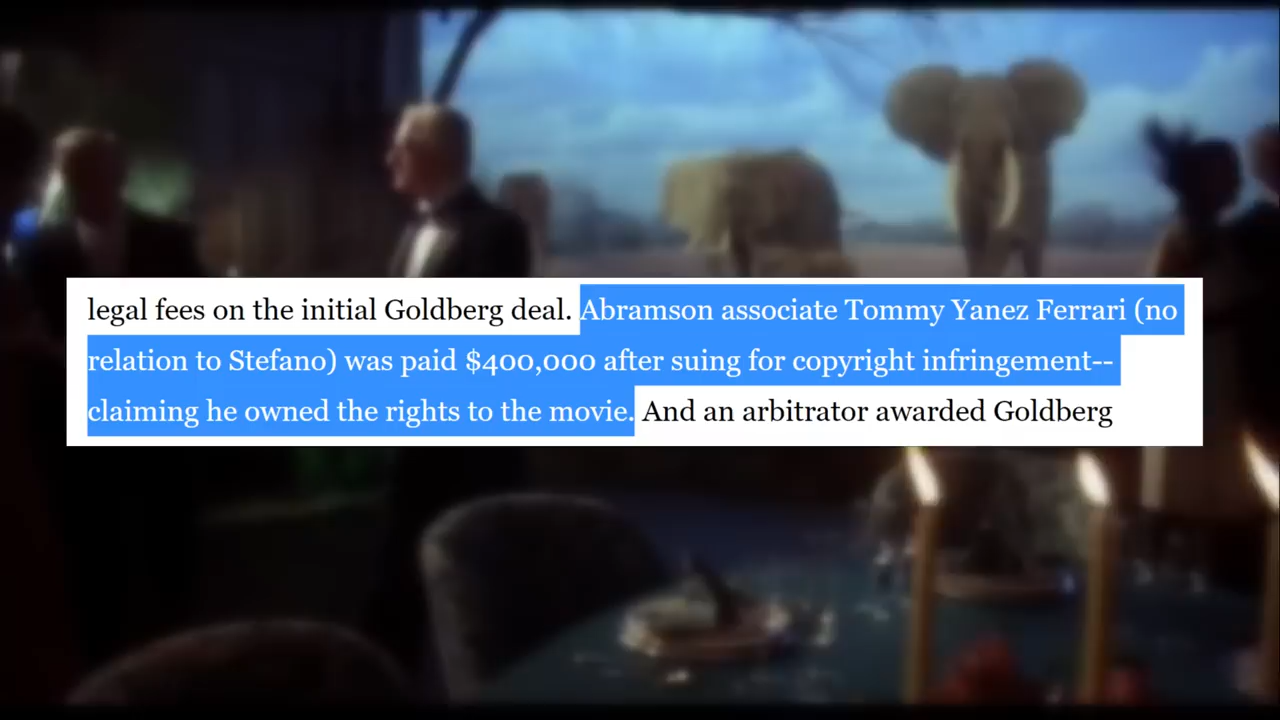 legal fees on the initial Goldberg deal. Abramson associate Tommy Yanez Ferrari (no
relation to Stefano) was paid $400,000 after suing for copyright infringement--
claiming he owned the rights to the movie. And an arbitrator awarded Goldberg